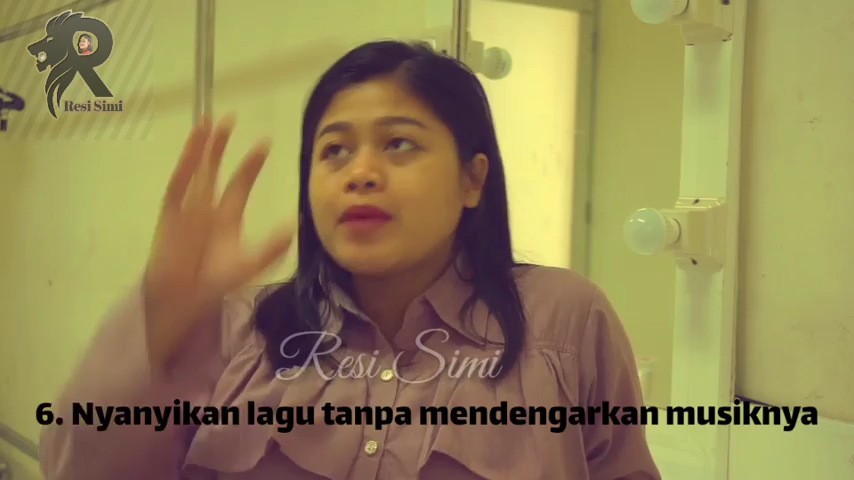 R
Resi Simi
Resi Simi
6. Nyanyikan lagu tanpa mendengarkan musiknya